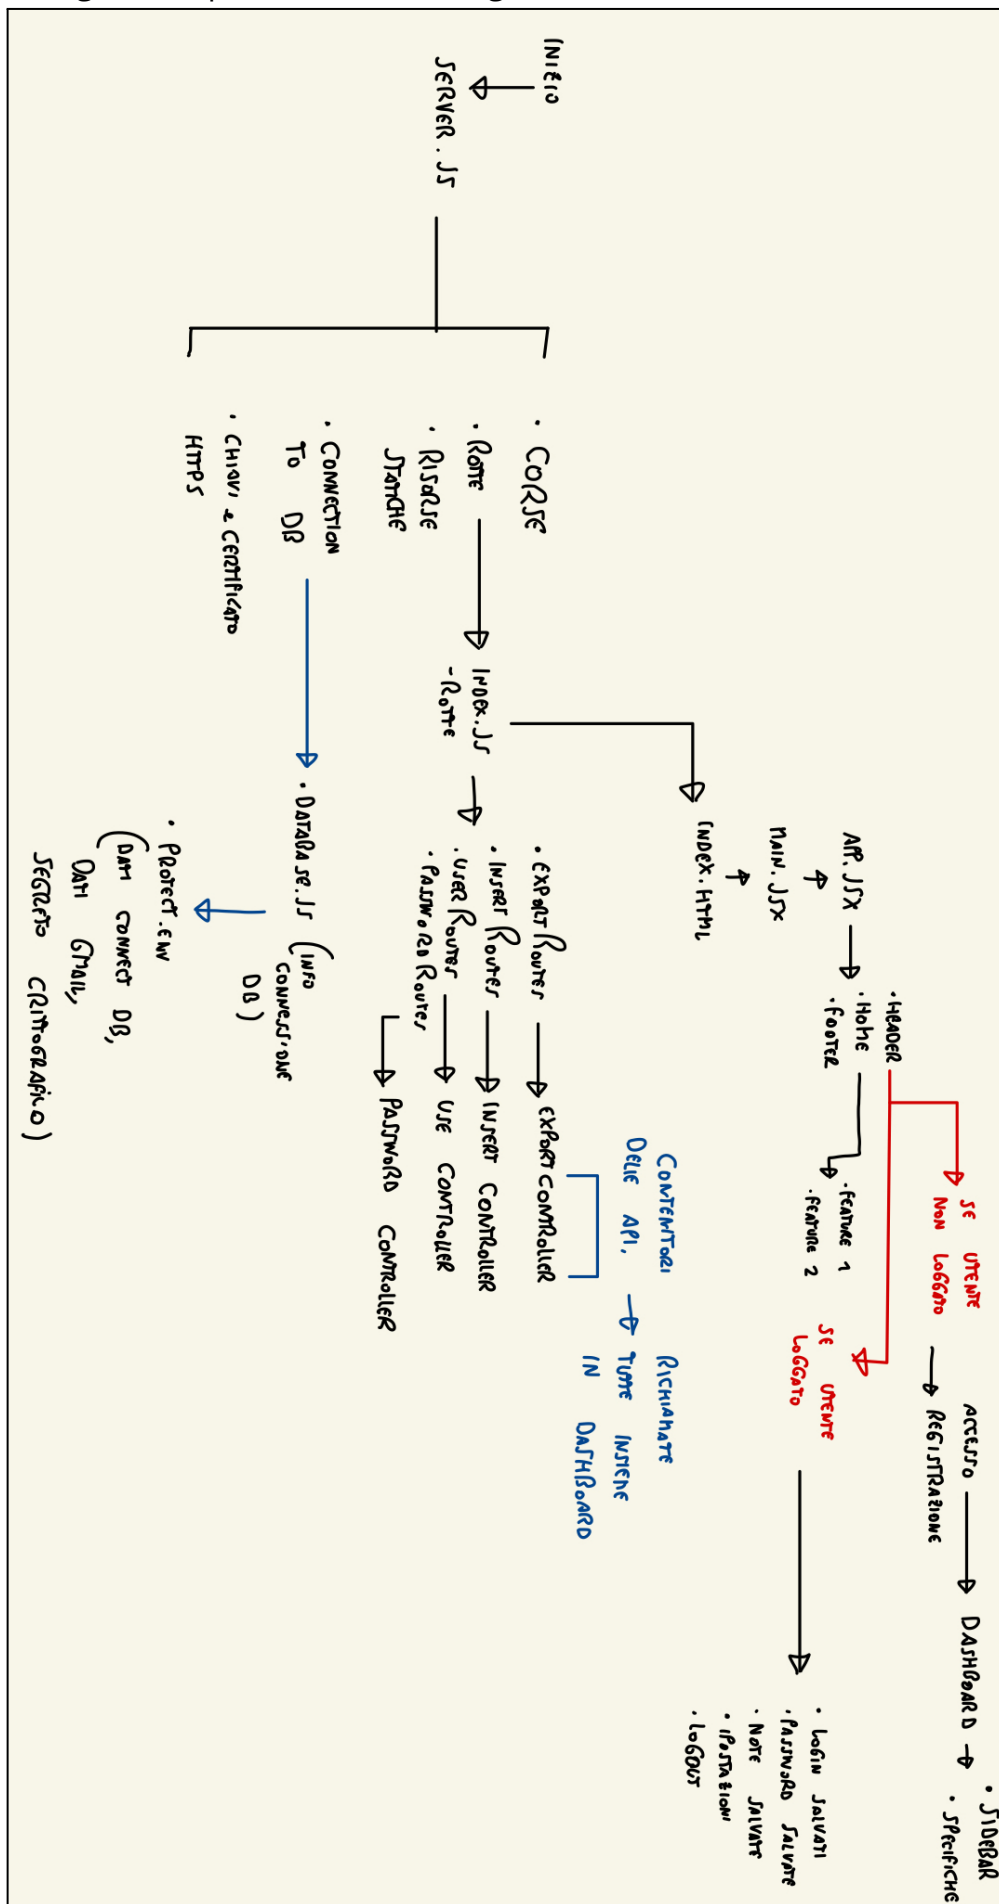 INIZIO
SERVER.JS
• CORSE
• ROTTE
• RISORSE
STATICHE
• CONNECTION
TO DB
• CHIAVI e CERTIFICATO
HTTPS
INDEX.JS
-ROTTE
• DATABASE.JS (INFO
CONNESSIONE
DB)
• PROTECT.ENV
(DATI CONNECT DB,
DATI GMAIL,
SEGRETO CRITTOGRAFICO)
• EXPORT ROUTES
• INSERT ROUTES
• USER ROUTES
• PASSWORD ROUTES
EXPORT CONTROLLER
INSERT CONTROLLER
USE CONTROLLER
PASSWORD CONTROLLER
CONTENITORI
DELLE API.
RICHIAMATE
TUTTE INSIEME
IN DASHBOARD
INDEX.HTML
MAIN.JSX
APP.JSX
• HEADER
• HOME
• FOOTER
• FEATURE 1
• FEATURE 2
SE UTENTE
NON LOGGATO
SE UTENTE
LOGGATO
ACCESSO
REGISTRAZIONE
DASHBOARD
• SIDEBAR
• SPECIFICHE
• LOGIN SALVATI
• PASSWORD SALVATE
• NOTE SALVATE
• IPOSTAZIONI
• LOGOUT